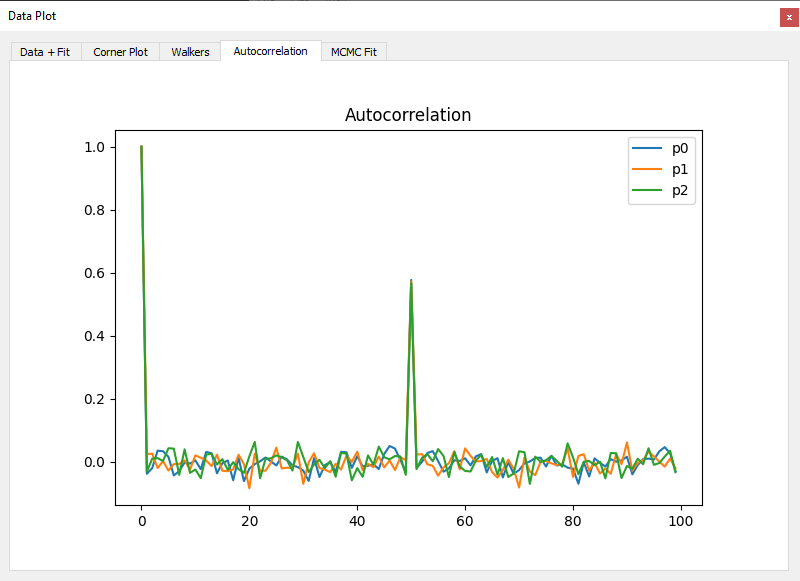 Data Plot
x
Data + Fit Corner Plot Walkers Autocorrelation MCMC Fit
Autocorrelation
1.0
0.8
0.6
0.4
0.2
0.0
p0
p1
p2
0 20 40 60 80 100